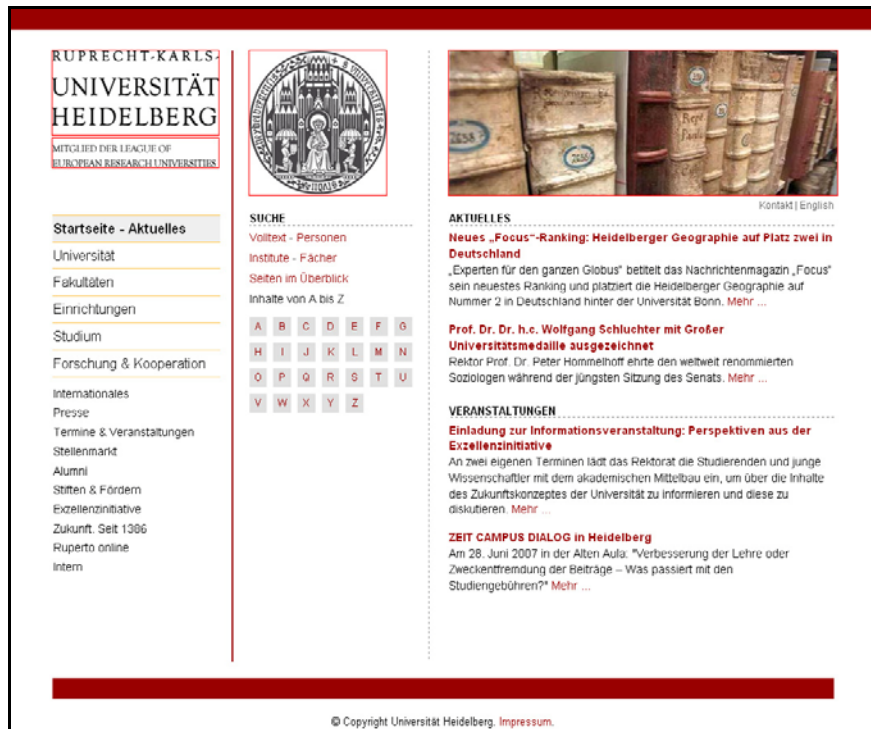 RUPRECHT-KARLS-
UNIVERSITÄT
HEIDELBERG
MITGLIED DER LEAGUE OF
EUROPEAN RESEARCH UNIVERSITIES
Startseite - Aktuelles
Universität
Fakultäten
Einrichtungen
Studium
Forschung & Kooperation
Internationales
Presse
Termine & Veranstaltungen
Stellenmarkt
Alumni
Stiften & Fördern
Exzellenzinitiative
Zukunft. Seit 1386
Ruperto online
Intern
SUCHE
Volltext - Personen
Institute - Fächer
Seiten im Überblick
Inhalte von A bis Z
A B C D E F G
H I J K L M N
O P Q R S T U
V W X Y Z
2638
2636
Kontakt | English
AKTUELLES
Neues „Focus“-Ranking: Heidelberger Geographie auf Platz zwei in
Deutschland
„Experten für den ganzen Globus“ betitelt das Nachrichtenmagazin „Focus“
sein neuestes Ranking und platziert die Heidelberger Geographie auf
Nummer 2 in Deutschland hinter der Universität Bonn. Mehr ...
Prof. Dr. Dr. h.c. Wolfgang Schluchter mit Großer
Universitätsmedaille ausgezeichnet
Rektor Prof. Dr. Peter Hommelhoff ehrte den weltweit renommierten
Soziologen während der jüngsten Sitzung des Senats. Mehr ...
VERANSTALTUNGEN
Einladung zur Informationsveranstaltung: Perspektiven aus der
Exzellenzinitiative
An zwei eigenen Terminen lädt das Rektorat die Studierenden und junge
Wissenschaftler mit dem akademischen Mittelbau ein, um über die Inhalte
des Zukunftskonzeptes der Universität zu informieren und diese zu
diskutieren. Mehr ...
ZEIT CAMPUS DIALOG in Heidelberg
Am 28. Juni 2007 in der Alten Aula: "Verbesserung der Lehre oder
Zweckentfremdung der Beiträge – Was passiert mit den
Studiengebühren?" Mehr ...
© Copyright Universität Heidelberg. Impressum.